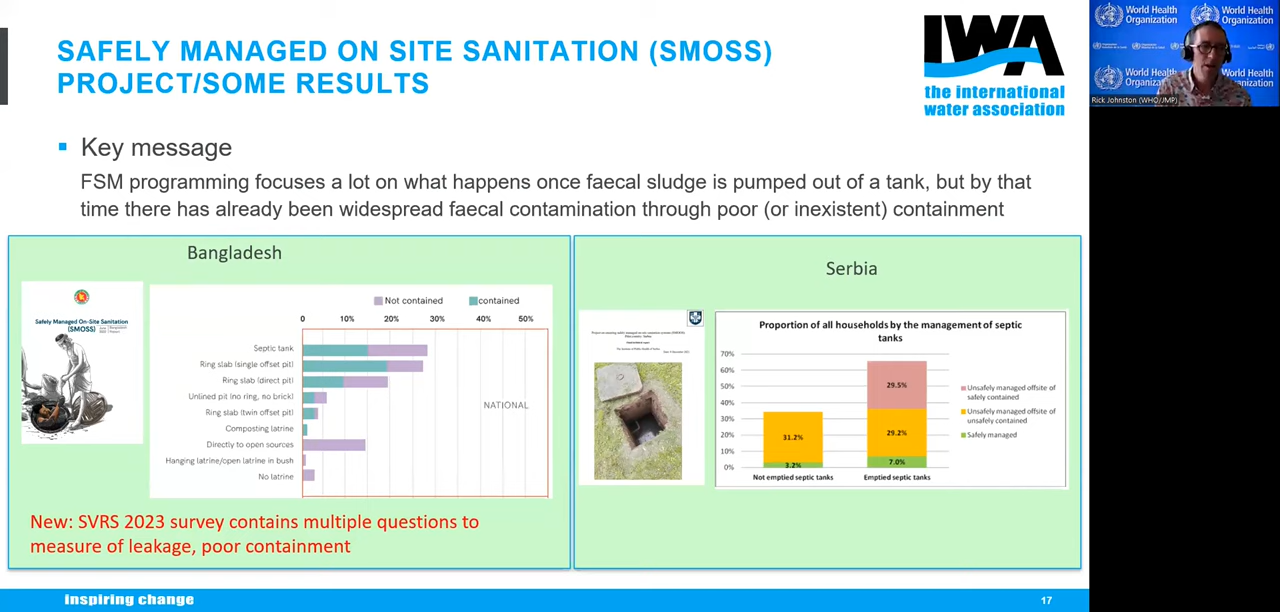 SAFELY MANAGED ON SITE SANITATION (SMOSS)
PROJECT/SOME RESULTS
IWA
the international
water association
World Health
Organization
World Health
Organization
World Health
Organization
World Health
Organization
Rick Johnston (WHO/JMP)
Key message
FSM programming focuses a lot on what happens once faecal sludge is pumped out of a tank, but by that
time there has already been widespread faecal contamination through poor (or inexistent) containment
Bangladesh
Safely Managed On-Site Sanitation
(SMOSS)
Not contained
contained
0 10% 20% 30% 40% 50%
Septic tank
Ring slab (single offset pit)
Ring slab (direct pit)
Unlined pit (no ring, no brick)
Ring slab (twin offset pit)
Composting latrine
Directly to open sources
Hanging latrine/open latrine in bush
No latrine
NATIONAL
New: SVRS 2023 survey contains multiple questions to
measure of leakage, poor containment
Serbia
Proportion of all households by the management of septic
tanks
70%
60%
50%
40%
30%
20%
10%
0%
31.2%
3.2%
29.5%
29.2%
7.0%
Not emptied septic tanks
Emptied septic tanks
Unsafely managed offsite of
safely contained
Unsafely managed offsite of
unsafely contained
Safely managed
inspiring change
17